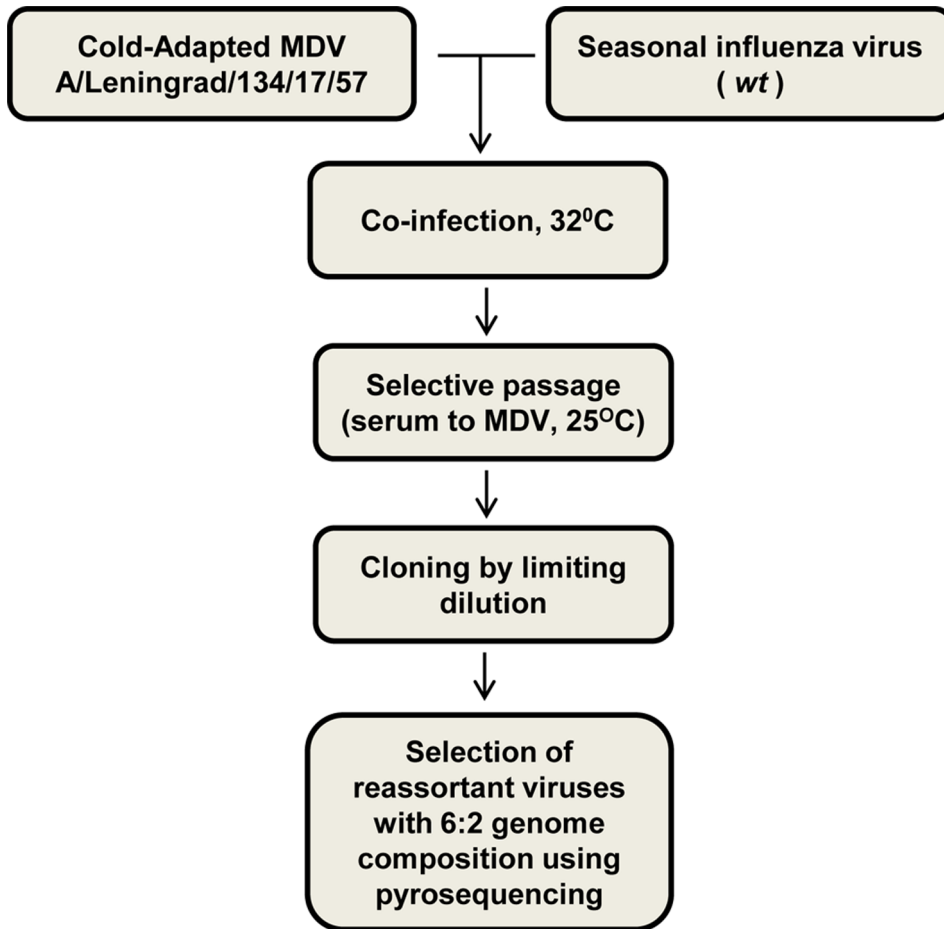 Cold-Adapted MDV
A/Leningrad/134/17/57
Seasonal influenza virus
( wt )
Co-infection, 32⁰C
Selective passage
(serum to MDV, 25ᴼC)
Cloning by limiting
dilution
Selection of
reassortant viruses
with 6:2 genome
composition using
pyrosequencing